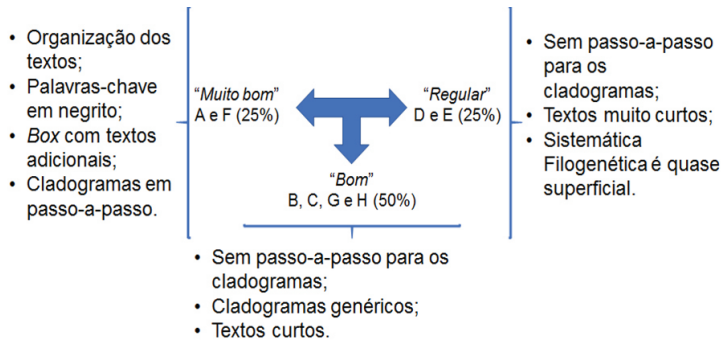 • Organização dos
textos;
• Palavras-chave
em negrito;
• Box com textos
adicionais;
• Cladogramas em
passo-a-passo.
“Muito bom”
A e F (25%)
“Regular”
D e E (25%)
“Bom”
B, C, G e H (50%)
• Sem passo-a-passo
para os
cladogramas;
• Textos muito curtos;
• Sistemática
Filogenética é quase
superficial.
• Sem passo-a-passo para os
cladogramas;
• Cladogramas genéricos;
• Textos curtos.